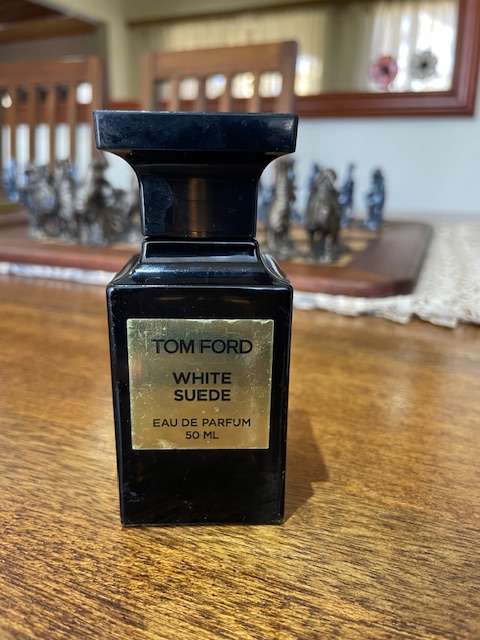 TOM FORD
WHITE
SUEDE
EAU DE PARFUM
50 ML